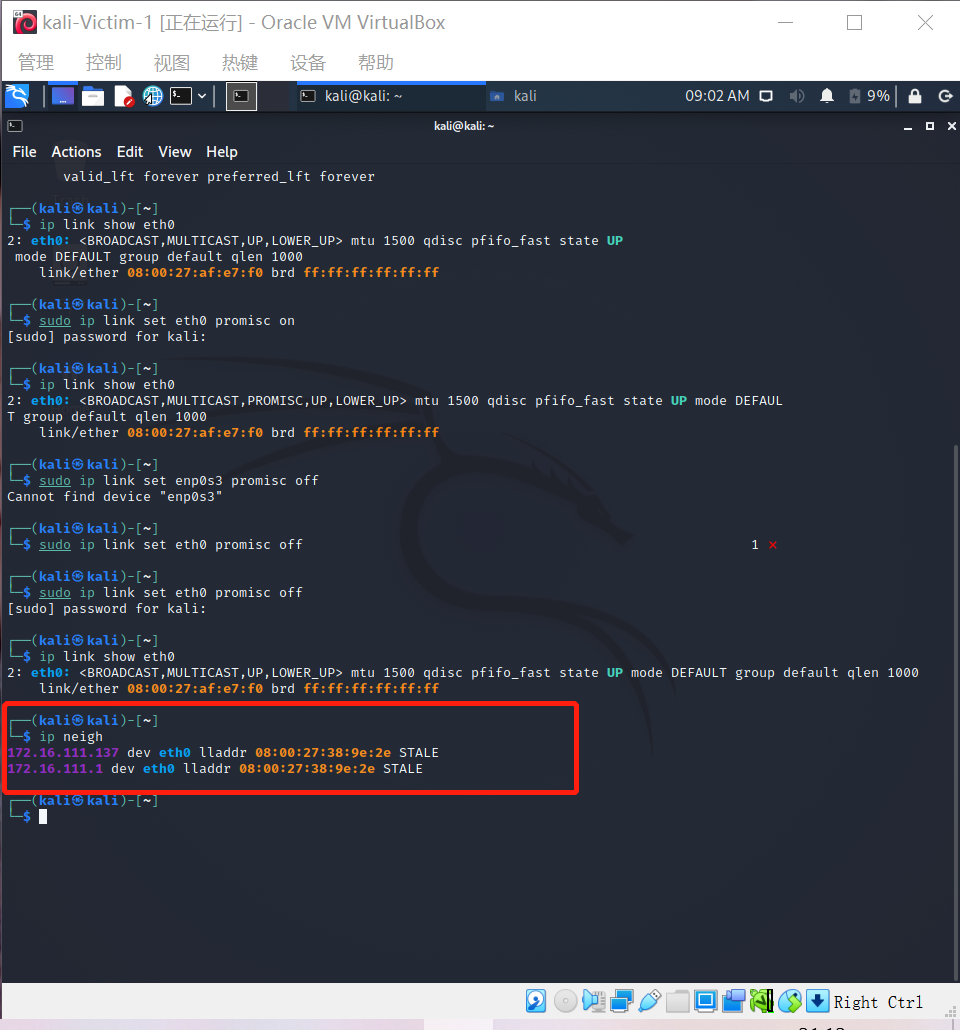 kali-Victim-1 [正在运行] - Oracle VM VirtualBox
管理 控制 视图 热键 设备 帮助
kali@kali: ~ kali 09:02 AM 9%
kali@kali: ~
File Actions Edit View Help
valid_lft forever preferred_lft forever
┌──(kali㉿kali)-[~]
└─$ ip link show eth0
2: eth0: <BROADCAST,MULTICAST,UP,LOWER_UP> mtu 1500 qdisc pfifo_fast state UP
mode DEFAULT group default qlen 1000
link/ether 08:00:27:af:e7:f0 brd ff:ff:ff:ff:ff:ff
┌──(kali㉿kali)-[~]
└─$ sudo ip link set eth0 promisc on
[sudo] password for kali:
┌──(kali㉿kali)-[~]
└─$ ip link show eth0
2: eth0: <BROADCAST,MULTICAST,PROMISC,UP,LOWER_UP> mtu 1500 qdisc pfifo_fast state UP mode DEFAUL
T group default qlen 1000
link/ether 08:00:27:af:e7:f0 brd ff:ff:ff:ff:ff:ff
┌──(kali㉿kali)-[~]
└─$ sudo ip link set enp0s3 promisc off
Cannot find device "enp0s3"
┌──(kali㉿kali)-[~]
└─$ sudo ip link set eth0 promisc off 1 ⨯
┌──(kali㉿kali)-[~]
└─$ sudo ip link set eth0 promisc off
[sudo] password for kali:
┌──(kali㉿kali)-[~]
└─$ ip link show eth0
2: eth0: <BROADCAST,MULTICAST,UP,LOWER_UP> mtu 1500 qdisc pfifo_fast state UP mode DEFAULT group default qlen 1000
link/ether 08:00:27:af:e7:f0 brd ff:ff:ff:ff:ff:ff
┌──(kali㉿kali)-[~]
└─$ ip neigh
172.16.111.137 dev eth0 lladdr 08:00:27:38:9e:2e STALE
172.16.111.1 dev eth0 lladdr 08:00:27:38:9e:2e STALE
┌──(kali㉿kali)-[~]
└─$
Right Ctrl